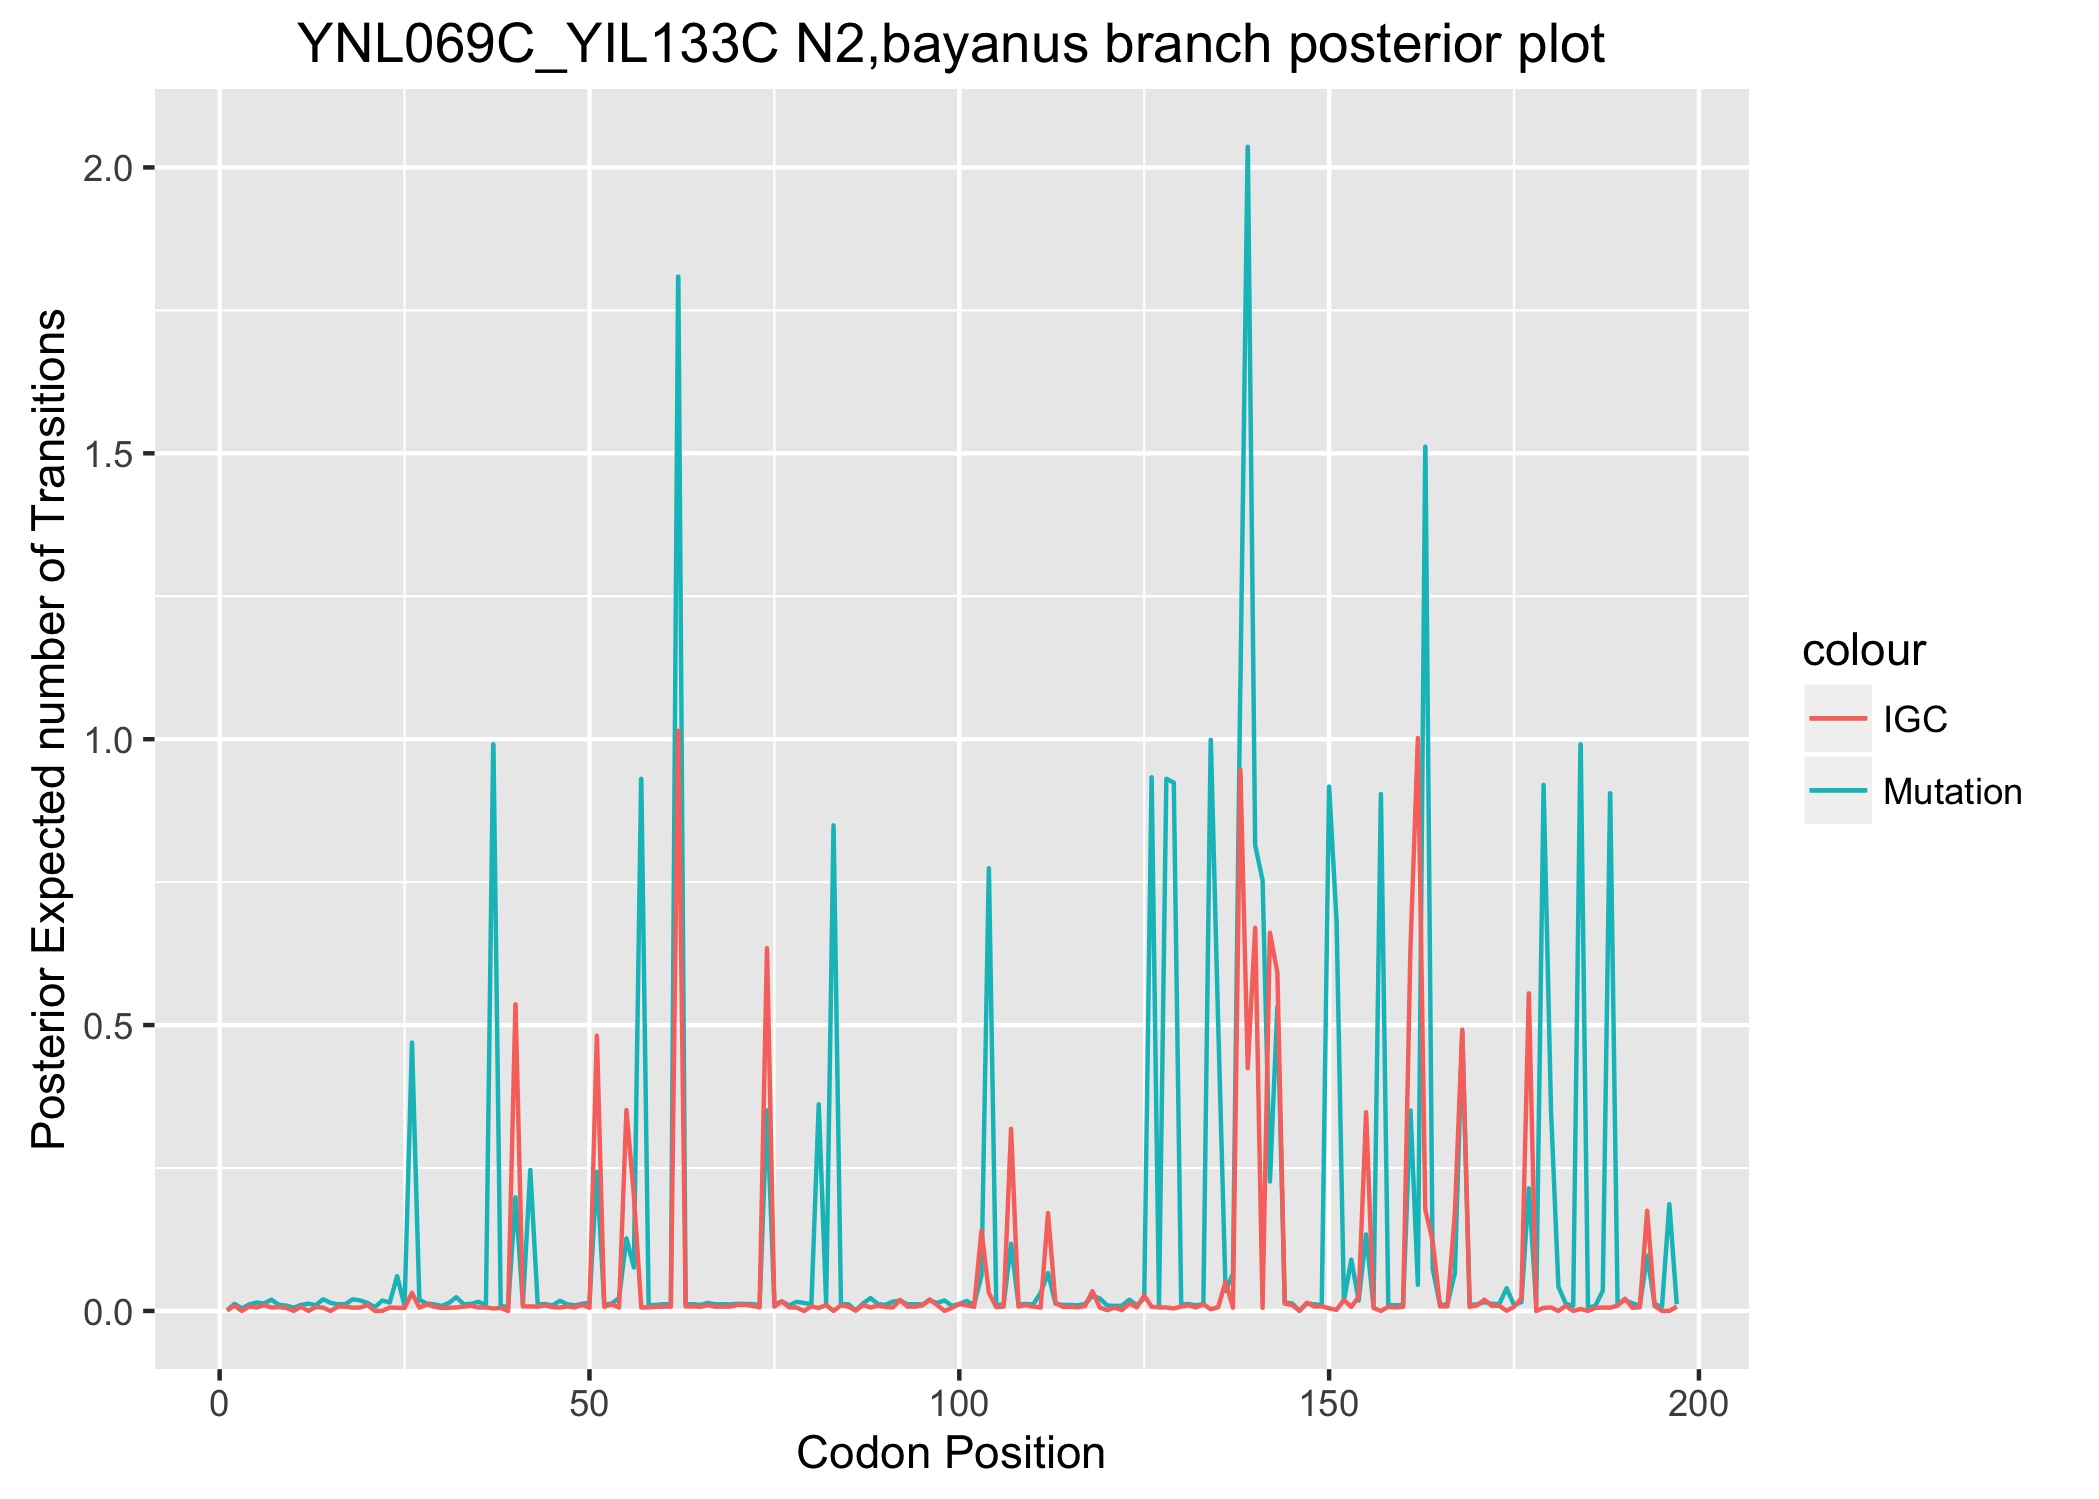 YNL069C_YIL133C N2,bayanus branch posterior plot
Posterior Expected number of Transitions
2.0
1.5
1.0
0.5
0.0
0 50 100 150 200
Codon Position
colour
IGC
Mutation